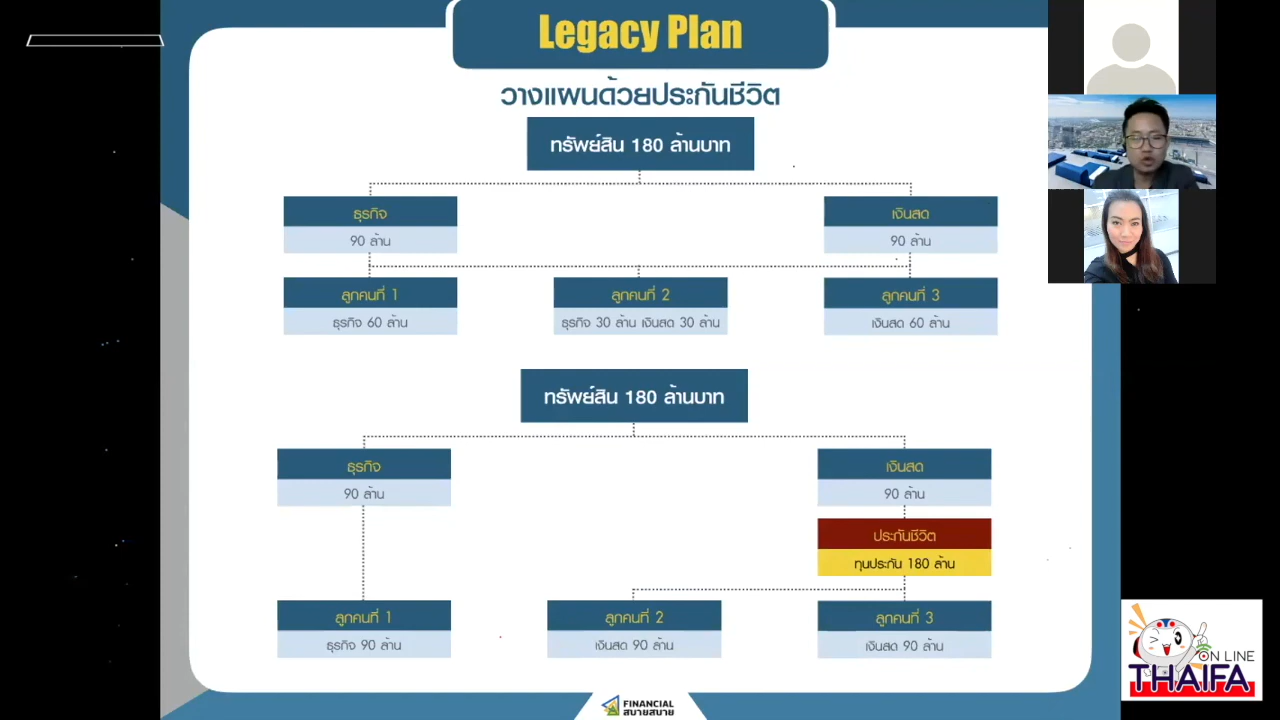 Legacy Plan
วางแผนด้วยประกันชีวิต
ทรัพย์สิน 180 ล้านบาท
ธุรกิจ
90 ล้าน
เงินสด
90 ล้าน
ลูกคนที่ 1
ธุรกิจ 60 ล้าน
ลูกคนที่ 2
ธุรกิจ 30 ล้าน เงินสด 30 ล้าน
ลูกคนที่ 3
เงินสด 60 ล้าน
ทรัพย์สิน 180 ล้านบาท
ธุรกิจ
90 ล้าน
เงินสด
90 ล้าน
ประกันชีวิต
ทุนประกัน 180 ล้าน
ลูกคนที่ 1
ธุรกิจ 90 ล้าน
ลูกคนที่ 2
เงินสด 90 ล้าน
ลูกคนที่ 3
เงินสด 90 ล้าน
FINANCIAL
สบายสบาย
ON LINE
THAIFA